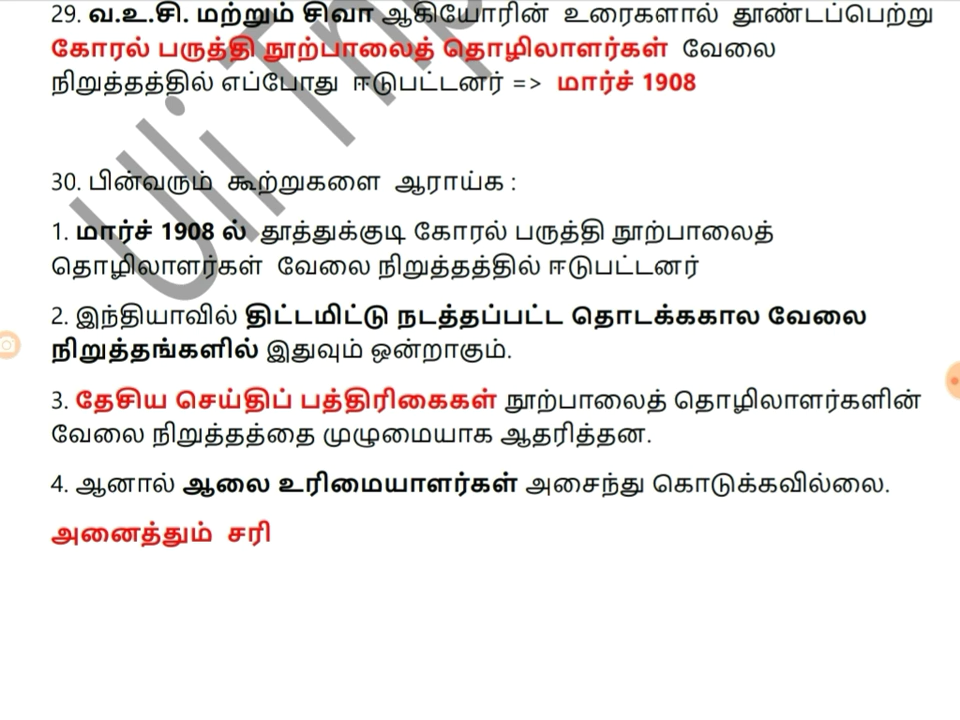 29. வ.உ.சி. மற்றும் சிவா ஆகியோரின் உரைகளால் தூண்டப்பெற்று
கோரல் பருத்தி நூற்பாலைத் தொழிலாளர்கள் வேலை
நிறுத்தத்தில் எப்போது ஈடுபட்டனர் => மார்ச் 1908
30. பின்வரும் கூற்றுகளை ஆராய்க :
1. மார்ச் 1908 ல் தூத்துக்குடி கோரல் பருத்தி நூற்பாலைத்
தொழிலாளர்கள் வேலை நிறுத்தத்தில் ஈடுபட்டனர்
2. இந்தியாவில் திட்டமிட்டு நடத்தப்பட்ட தொடக்ககால வேலை
நிறுத்தங்களில் இதுவும் ஒன்றாகும்.
3. தேசிய செய்திப் பத்திரிகைகள் நூற்பாலைத் தொழிலாளர்களின்
வேலை நிறுத்தத்தை முழுமையாக ஆதரித்தன.
4. ஆனால் ஆலை உரிமையாளர்கள் அசைந்து கொடுக்கவில்லை.
அனைத்தும் சரி